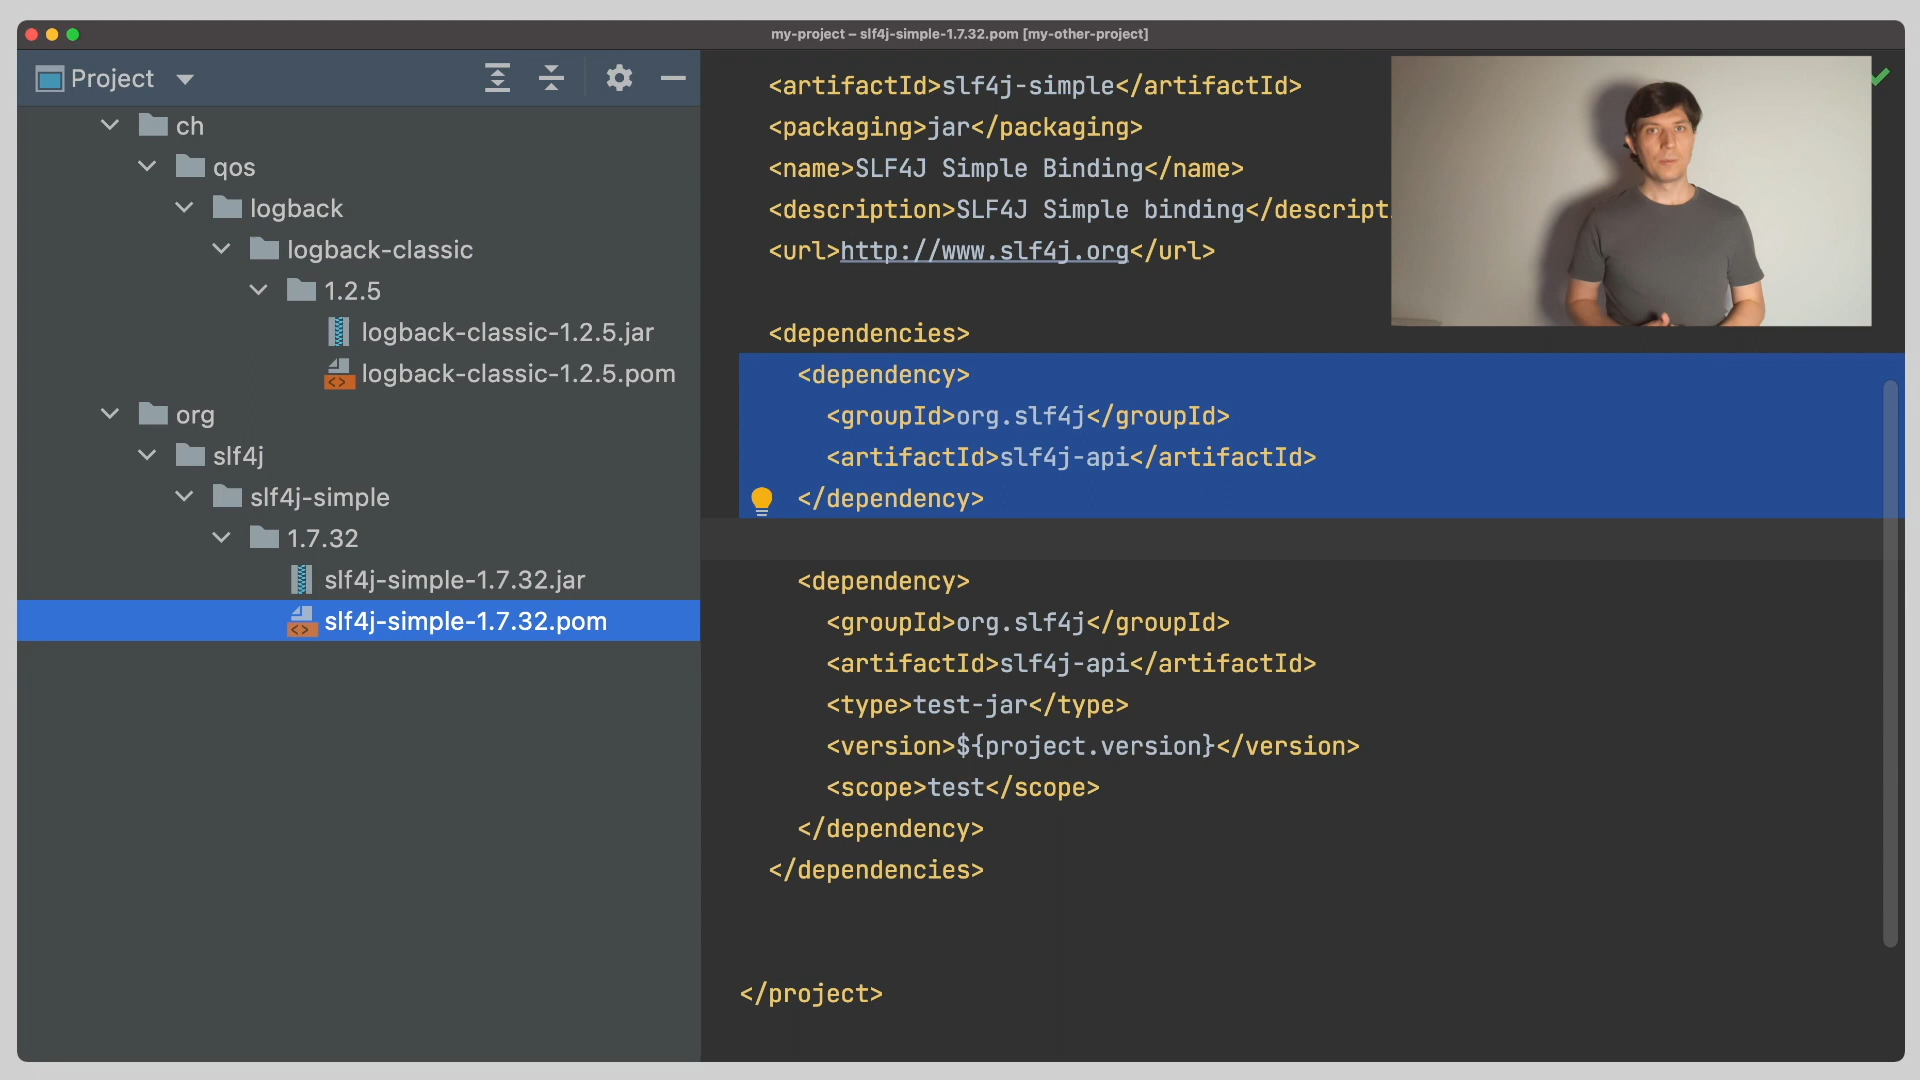 my-project – slf4j-simple-1.7.32.pom [my-other-project]
Project
ch
qos
logback
logback-classic
1.2.5
logback-classic-1.2.5.jar
logback-classic-1.2.5.pom
org
slf4j
slf4j-simple
1.7.32
slf4j-simple-1.7.32.jar
slf4j-simple-1.7.32.pom
<artifactId>slf4j-simple</artifactId>
<packaging>jar</packaging>
<name>SLF4J Simple Binding</name>
<description>SLF4J Simple binding</descript
<url>http://www.slf4j.org</url>
<dependencies>
<dependency>
<groupId>org.slf4j</groupId>
<artifactId>slf4j-api</artifactId>
</dependency>
<dependency>
<groupId>org.slf4j</groupId>
<artifactId>slf4j-api</artifactId>
<type>test-jar</type>
<version>${project.version}</version>
<scope>test</scope>
</dependency>
</dependencies>
</project>